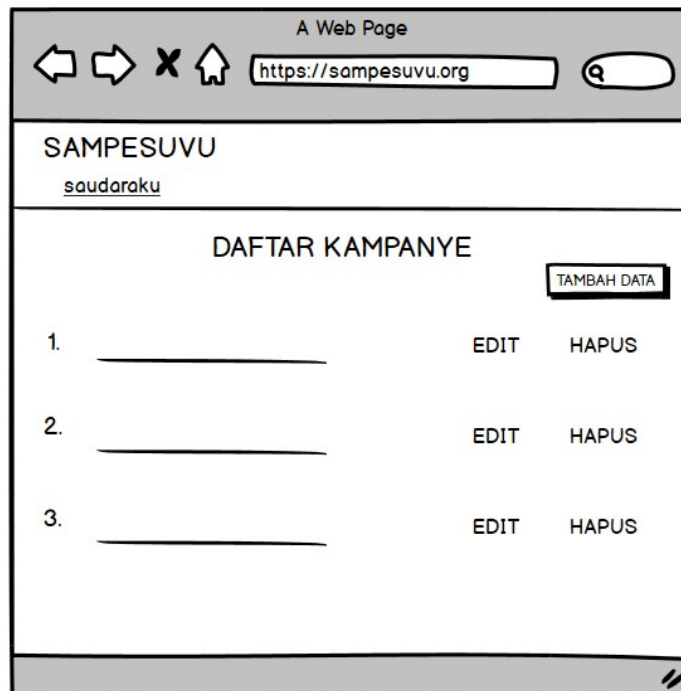 A Web Page
https://sampesuvu.org
SAMPESUVU
saudaraku
DAFTAR KAMPANYE
TAMBAH DATA
1. EDIT HAPUS
2. EDIT HAPUS
3. EDIT HAPUS